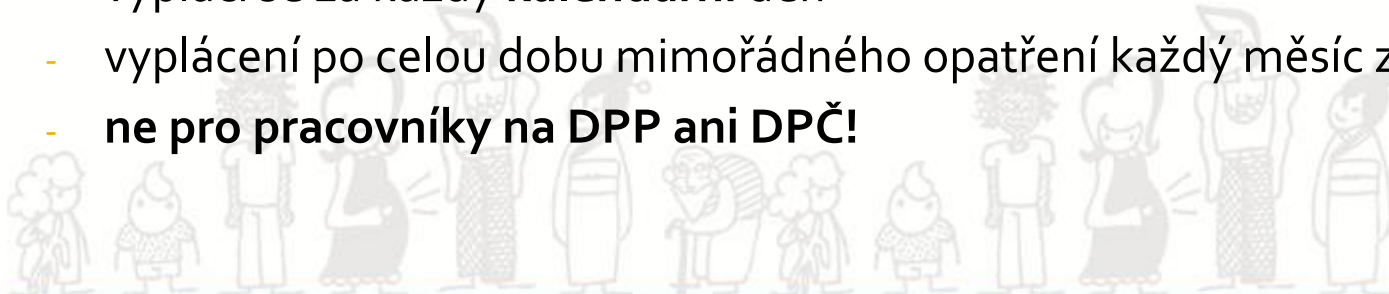 - vyplácení po celou dobu mimořádného opatření každý měsíc z
- ne pro pracovníky na DPP ani DPČ!